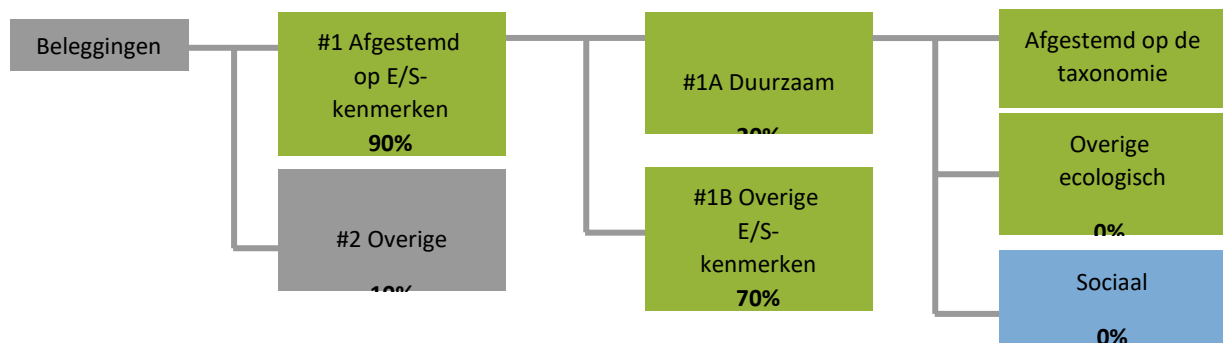 Beleggingen
#1 Afgestemd
op E/S-
kenmerken
90%
#2 Overige
10%
#1A Duurzaam
#1B Overige
E/S-
kenmerken
70%
Afgestemd op de
taxonomie
Overige
ecologisch
0%
Sociaal
0%